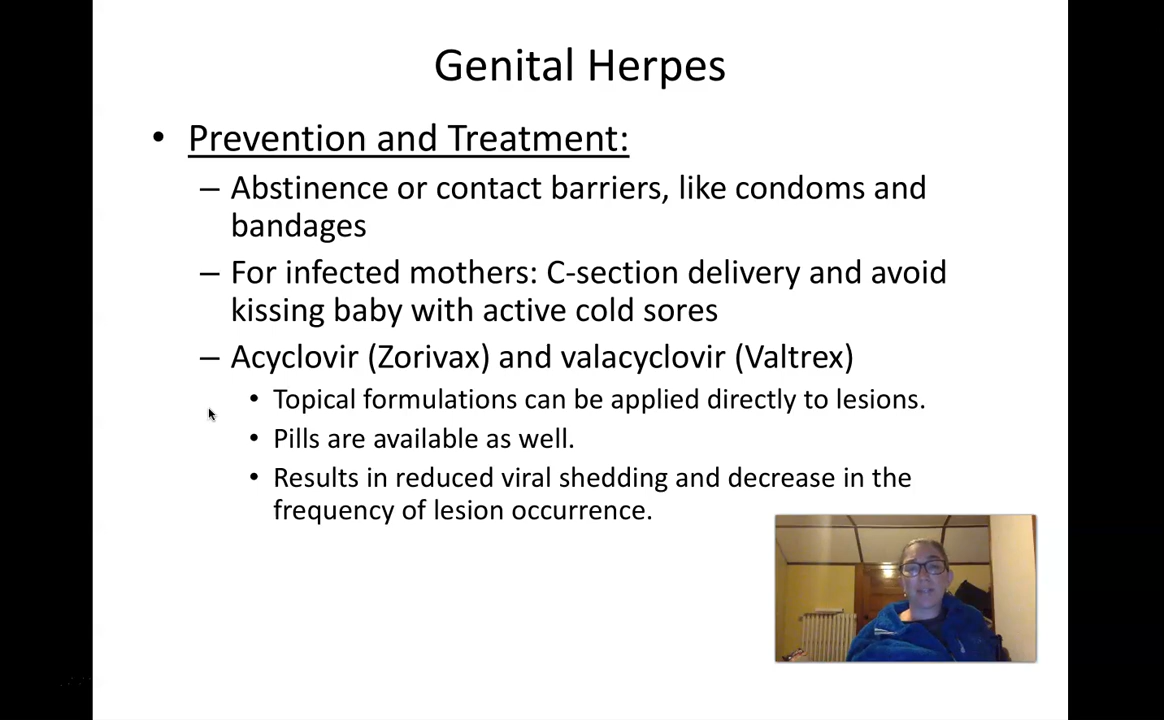 Genital Herpes
• Prevention and Treatment:
– Abstinence or contact barriers, like condoms and
bandages
– For infected mothers: C-section delivery and avoid
kissing baby with active cold sores
– Acyclovir (Zorivax) and valacyclovir (Valtrex)
• Topical formulations can be applied directly to lesions.
• Pills are available as well.
• Results in reduced viral shedding and decrease in the
frequency of lesion occurrence.